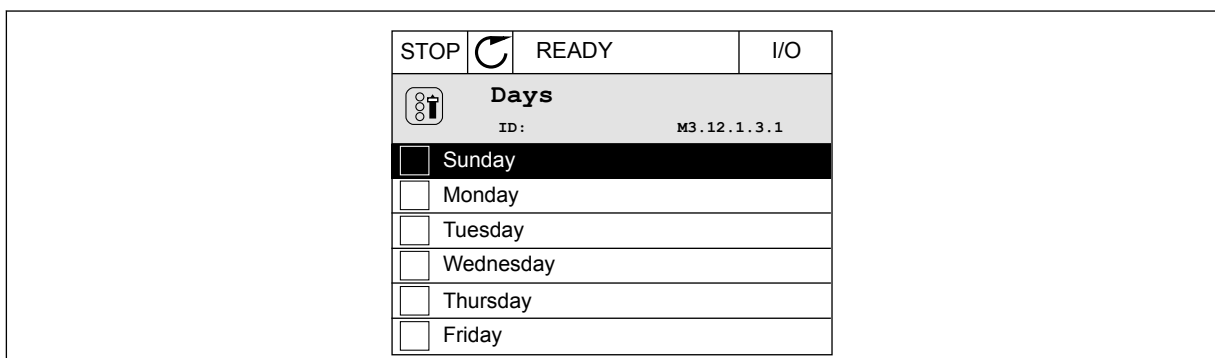 STOP READY I/O
Days
ID: M3.12.1.3.1
Sunday
Monday
Tuesday
Wednesday
Thursday
Friday